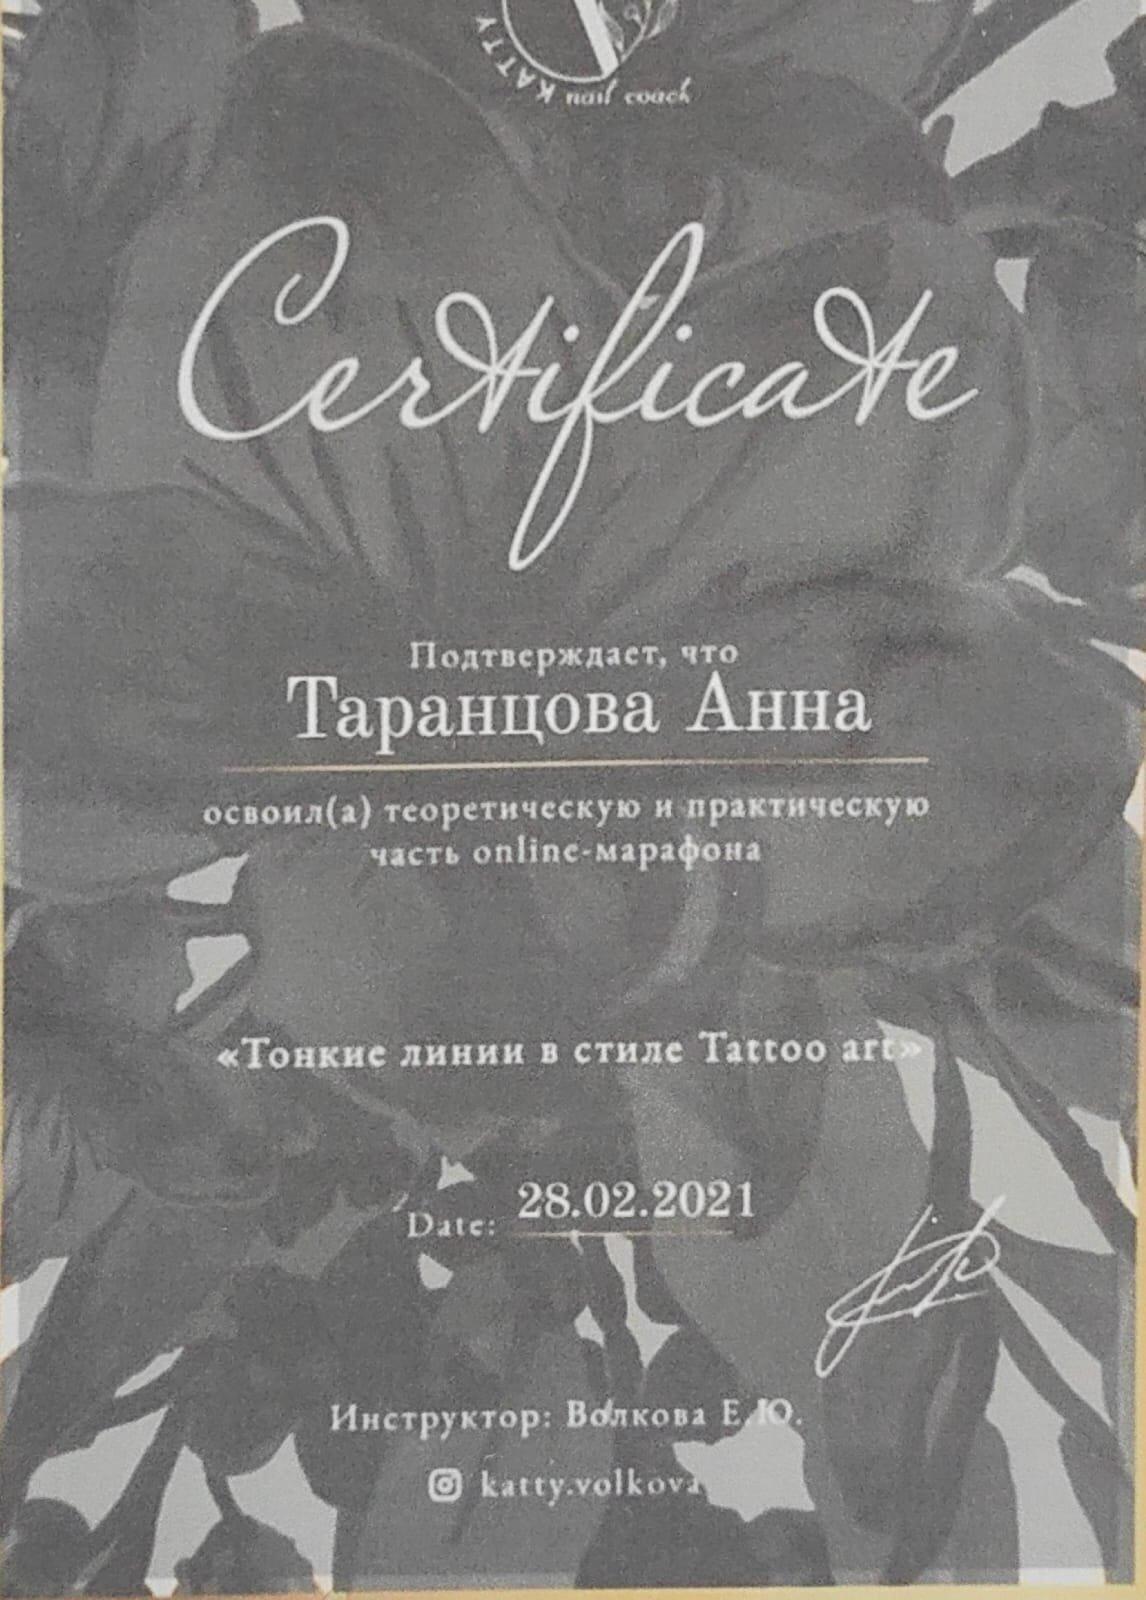 KATTY
nail coach
Certificate
Подтверждает, что
Таранцова Анна
освоил(а) теоретическую и практическую
часть online-марафона
«Тонкие линии в стиле Tattoo art»
Date: 28.02.2021
Инструктор: Волкова Е.Ю.
katty.volkova